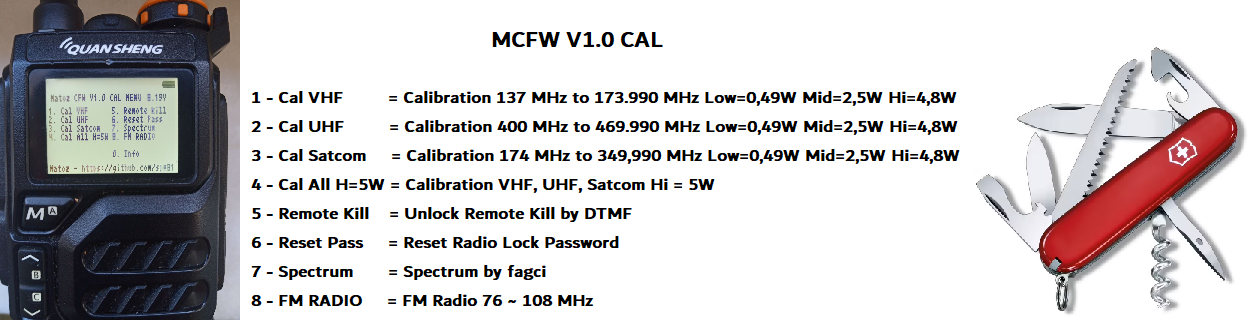 QUANSHENG
Matoz CFW V1.0 CAL MENU 8.19V
1. Cal VHF 5. Remote Kill
2. Cal UHF 6. Reset Pass
3. Cal Satcom 7. Spectrum
4. Cal All H=5W 8. FM RADIO
0. Info
Matoz - https://github.com/
M A
B
C
MCFW V1.0 CAL
1 - Cal VHF = Calibration 137 MHz to 173.990 MHz Low=0,49W Mid=2,5W Hi=4,8W
2 - Cal UHF = Calibration 400 MHz to 469.990 MHz Low=0,49W Mid=2,5W Hi=4,8W
3 - Cal Satcom = Calibration 174 MHz to 349,990 MHz Low=0,49W Mid=2,5W Hi=4,8W
4 - Cal All H=5W = Calibration VHF, UHF, Satcom Hi = 5W
5 - Remote Kill = Unlock Remote Kill by DTMF
6 - Reset Pass = Reset Radio Lock Password
7 - Spectrum = Spectrum by fagci
8 - FM RADIO = FM Radio 76 ~ 108 MHz